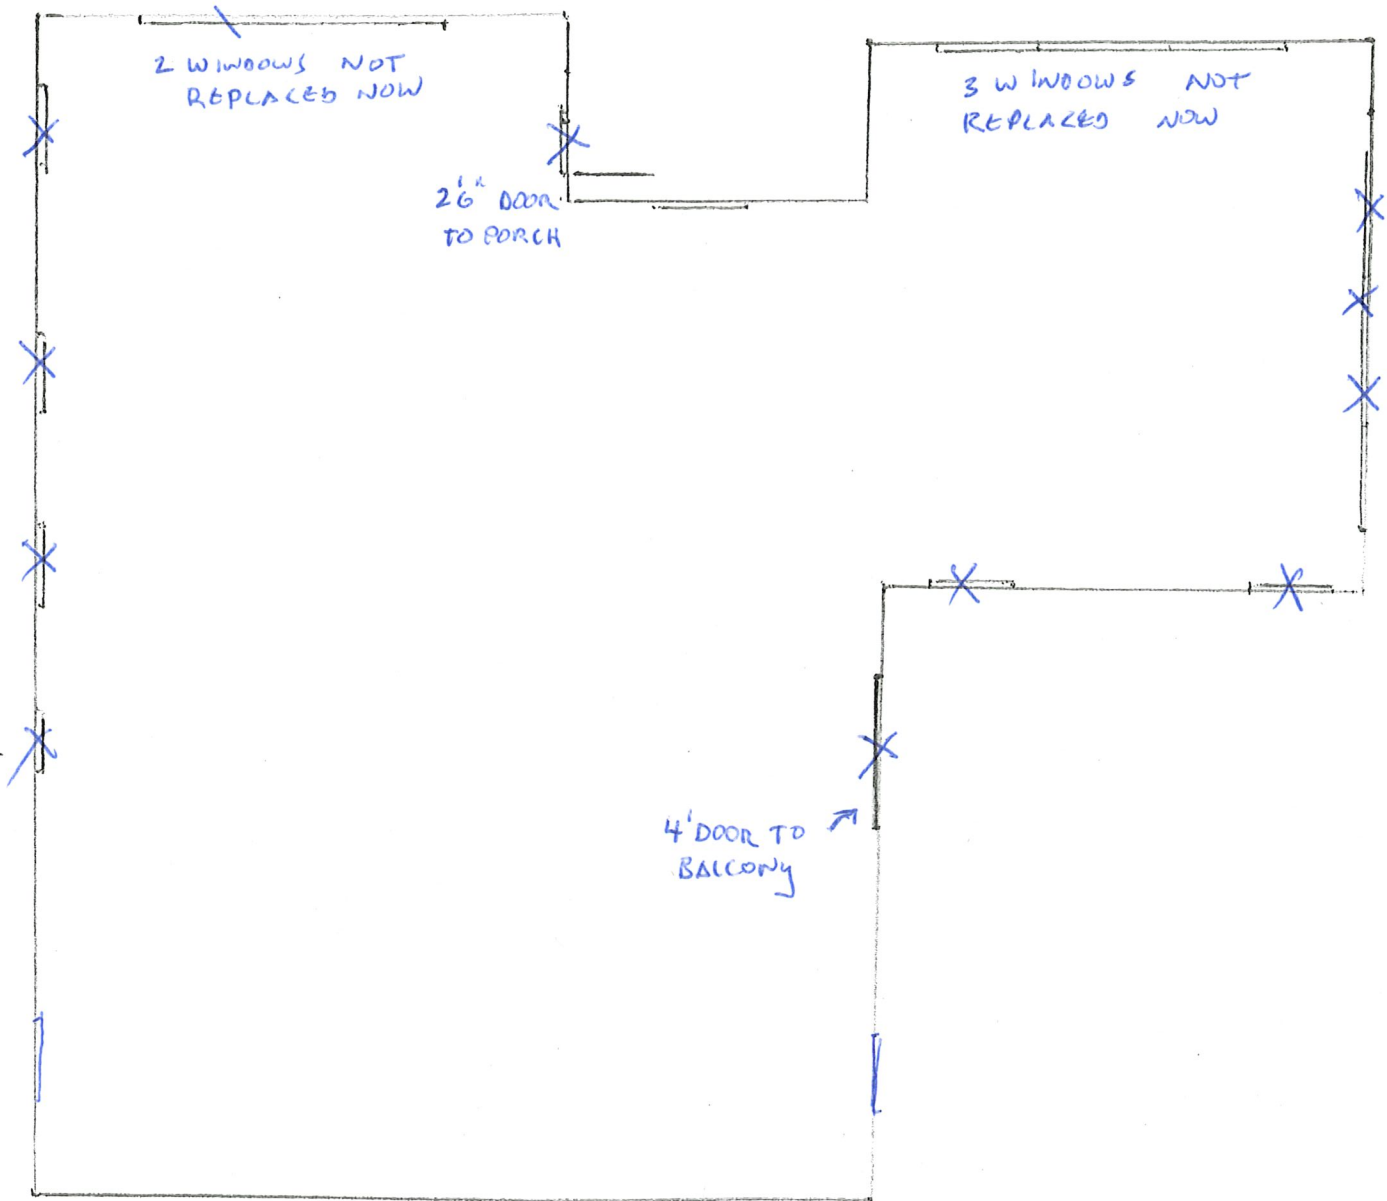 2 WINDOWS NOT
REPLACED NOW
3 WINDOWS NOT
REPLACED NOW
2'6" DOOR
TO PORCH
4' DOOR TO
BALCONY